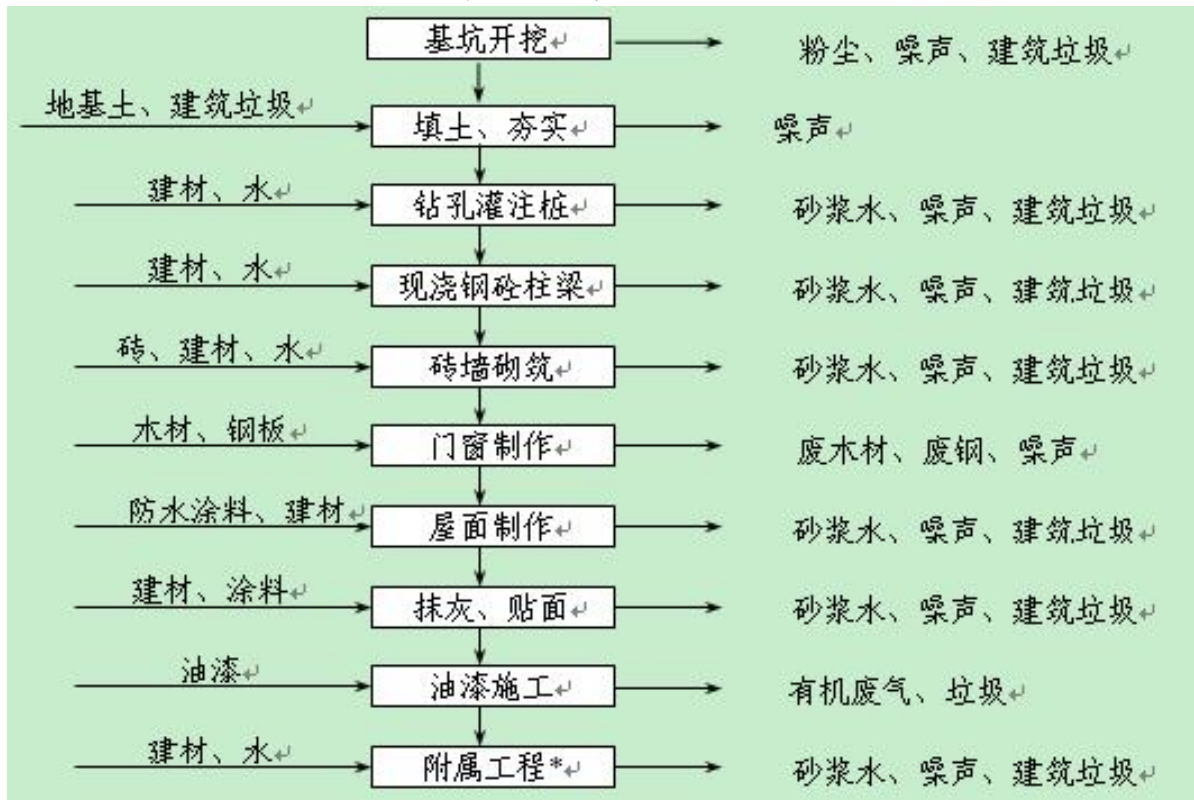 基坑开挖
粉尘、噪声、建筑垃圾
地基土、建筑垃圾
填土、夯实
噪声
建材、水
钻孔灌注桩
砂浆水、噪声、建筑垃圾
建材、水
现浇钢砼柱梁
砂浆水、噪声、建筑垃圾
砖、建材、水
砖墙砌筑
砂浆水、噪声、建筑垃圾
木材、钢板
门窗制作
废木材、废钢、噪声
防水涂料、建材
屋面制作
砂浆水、噪声、建筑垃圾
建材、涂料
抹灰、贴面
砂浆水、噪声、建筑垃圾
油漆
油漆施工
有机废气、垃圾
建材、水
附属工程*
砂浆水、噪声、建筑垃圾